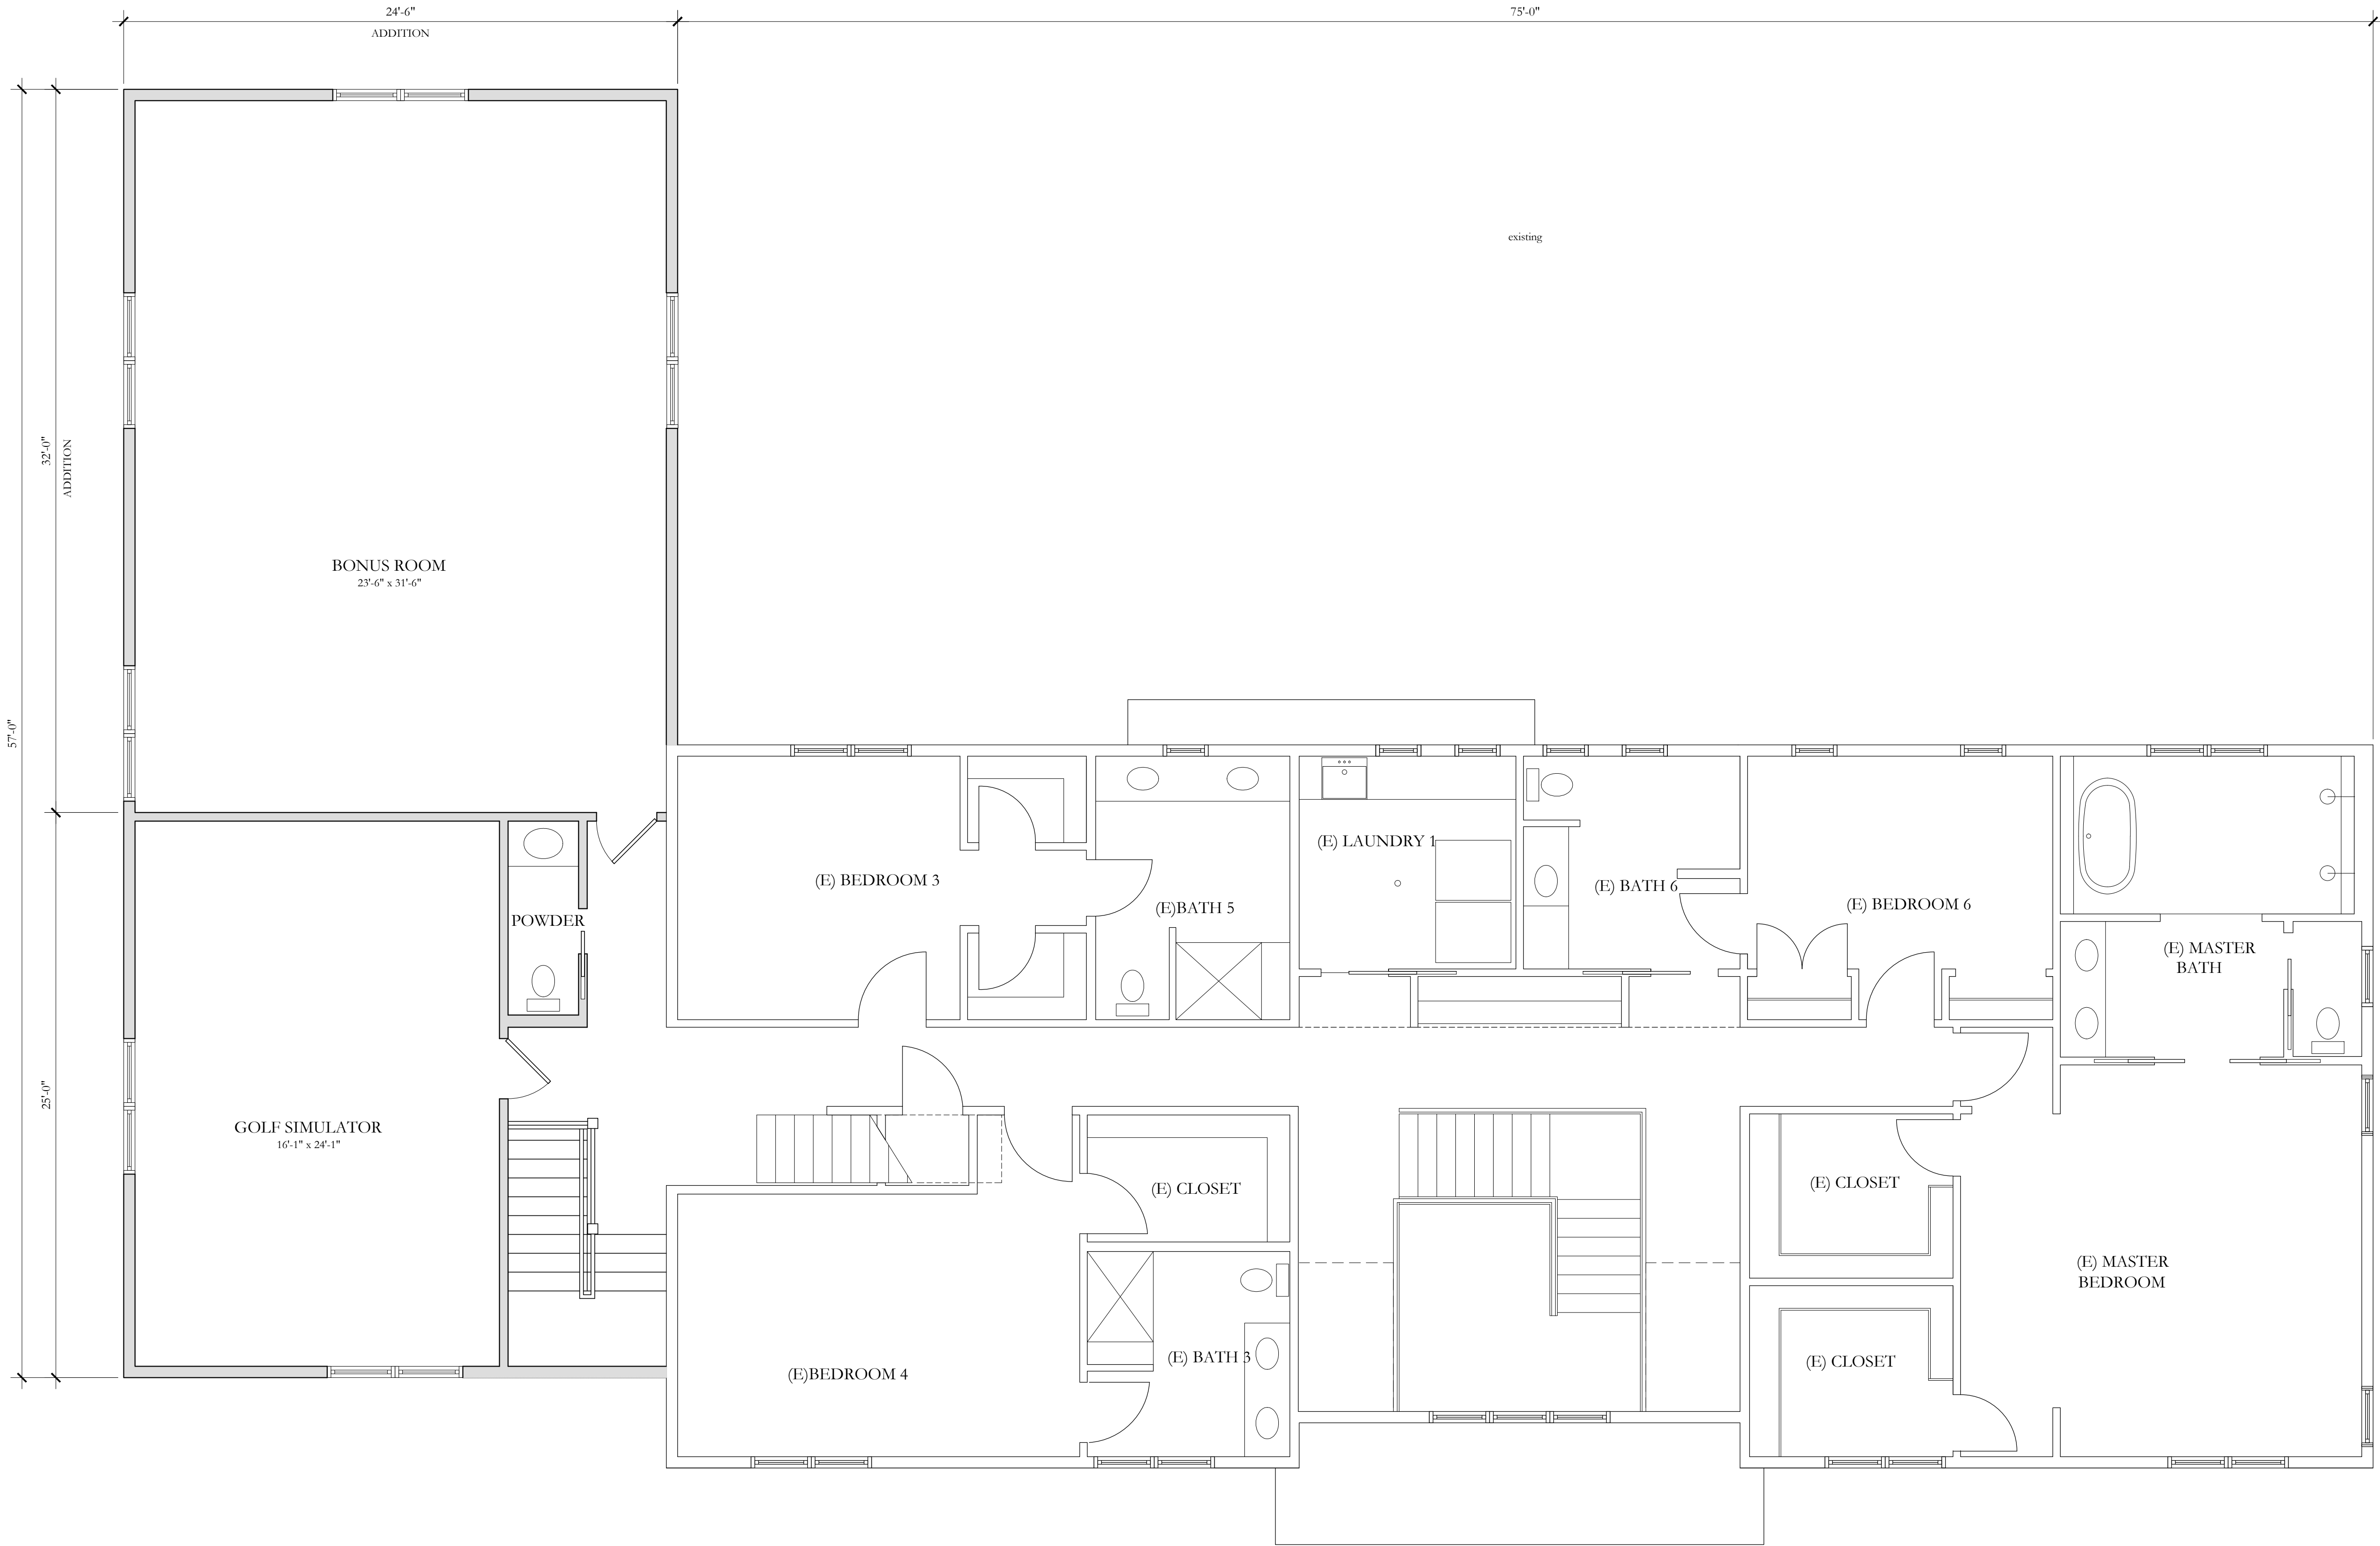 24'-6"
75'-0"
ADDITION
existing
32'-0"
ADDITION
BONUS ROOM
23'-6" x 31'-6"
57'-0"
(E) LAUNDRY 1
(E) BEDROOM 3
(E) BATH 6
(E)BATH 5
(E) BEDROOM 6
POWDER
(E) MASTER
BATH
25'-0"
GOLF SIMULATOR
16'-1" x 24'-1"
(E) CLOSET
(E) CLOSET
(E) MASTER
BEDROOM
(E) BATH 3
(E) CLOSET
(E)BEDROOM 4